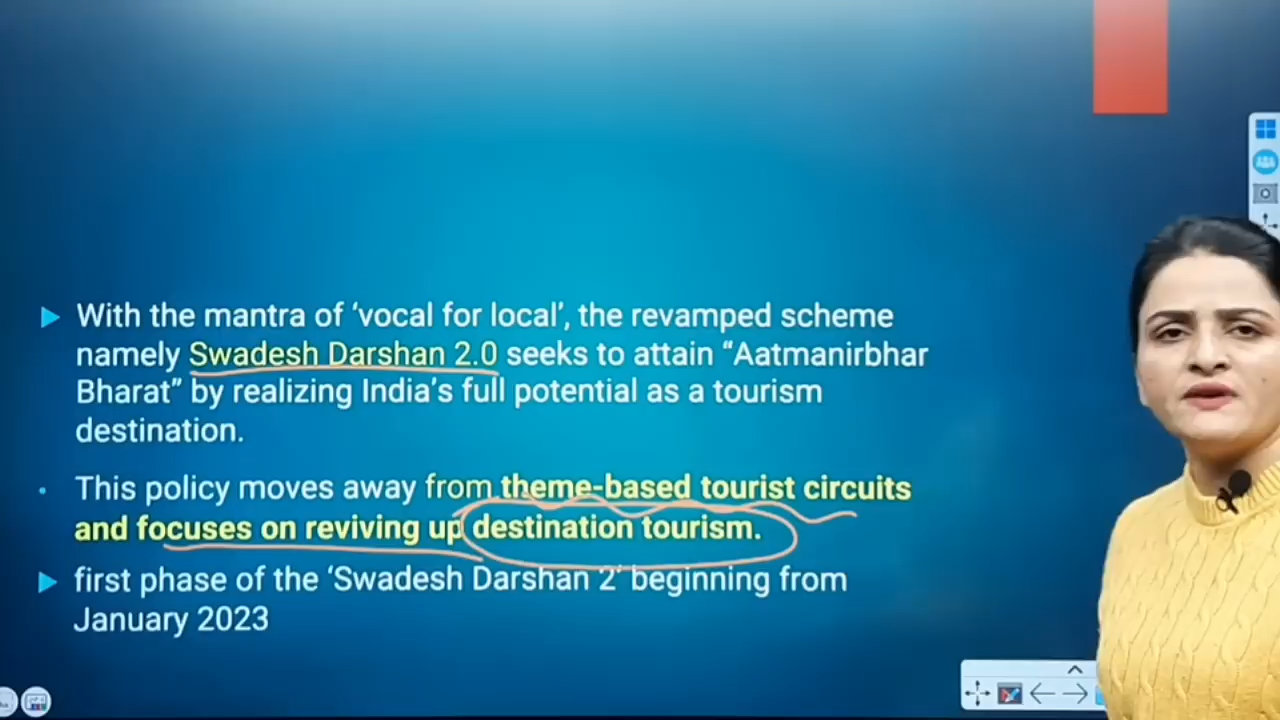 With the mantra of ‘vocal for local’, the revamped scheme
namely Swadesh Darshan 2.0 seeks to attain “Aatmanirbhar
Bharat” by realizing India’s full potential as a tourism
destination.
This policy moves away from theme-based tourist circuits
and focuses on reviving up destination tourism.
first phase of the ‘Swadesh Darshan 2’ beginning from
January 2023